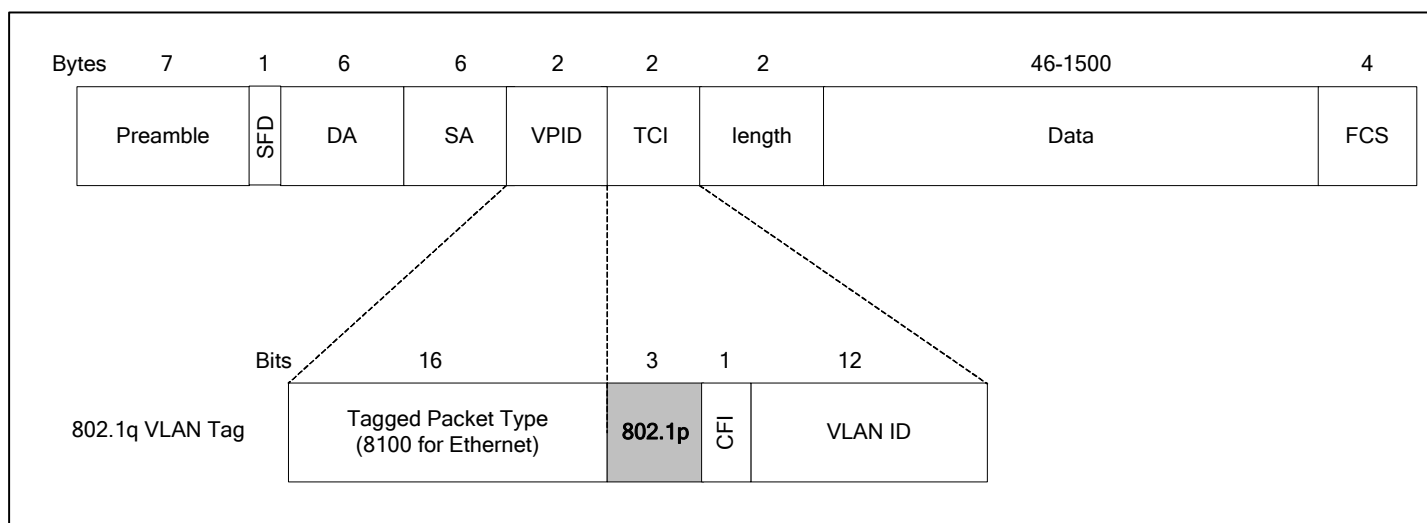 Bytes 7 1 6 6 2 2 2 46-1500 4
Preamble SFD DA SA VPID TCI length Data FCS
Bits 16 3 1 12
802.1q VLAN Tag
Tagged Packet Type
(8100 for Ethernet)
802.1p CFI VLAN ID